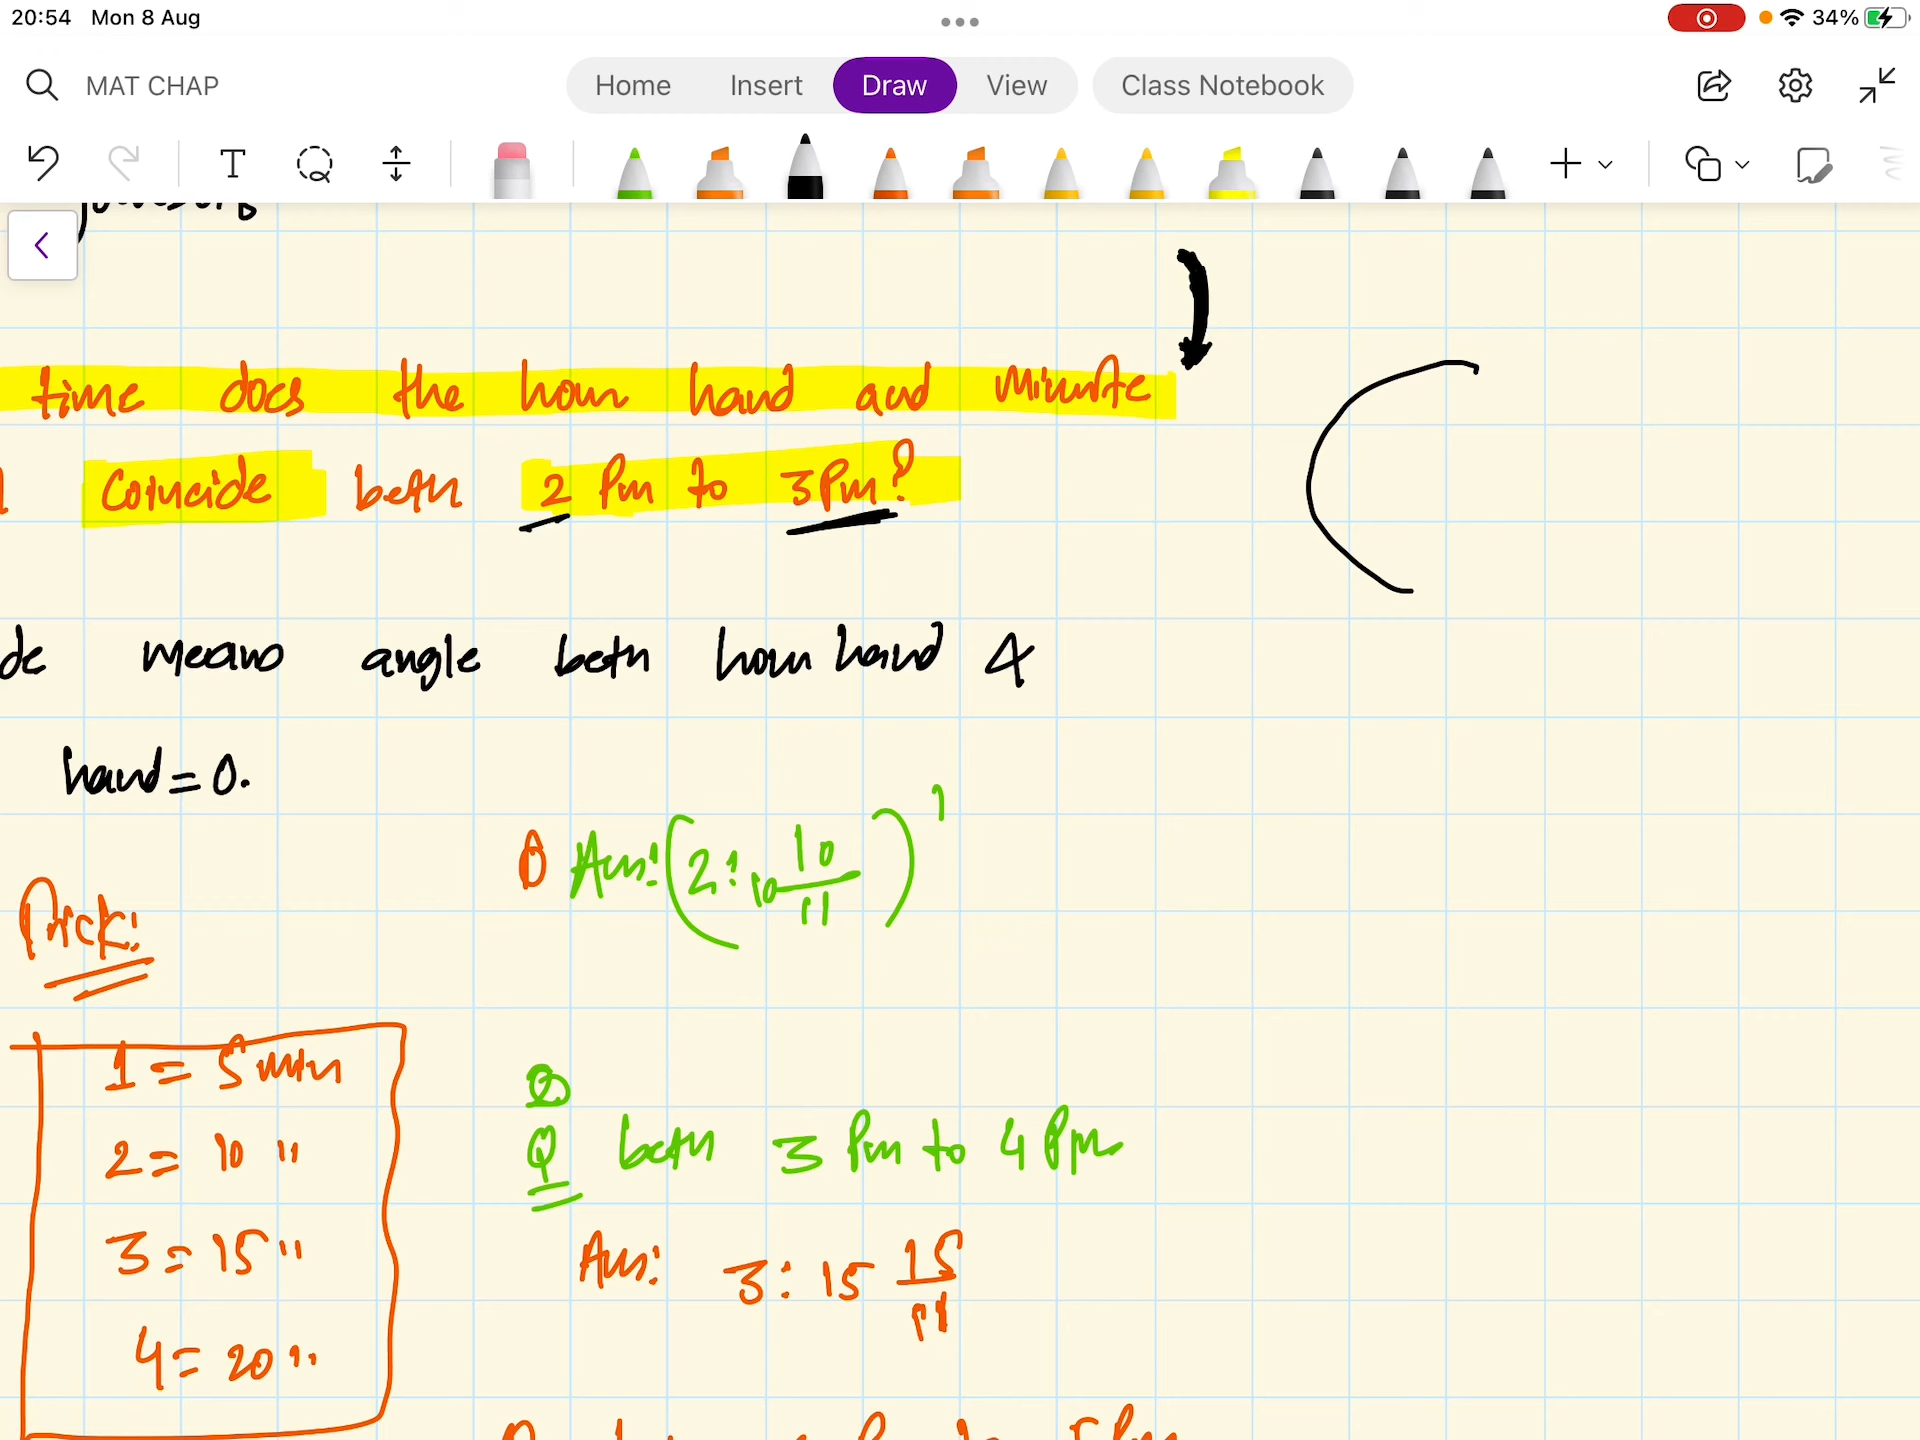 20:54 Mon 8 Aug
34%
MAT CHAP
Home Insert Draw View Class Notebook
T
time does the hour hand and Minute
Coincide betn 2 Pm to 3Pm?
de means angle betn hour hand &
hand = 0.
Ans: (2: 10 10/11)'
Trick:
1 = 5 min
2 = 10 "
3 = 15 "
4 = 20 "
Q betn 3 Pm to 4 Pm
Ans: 3: 15 15/11